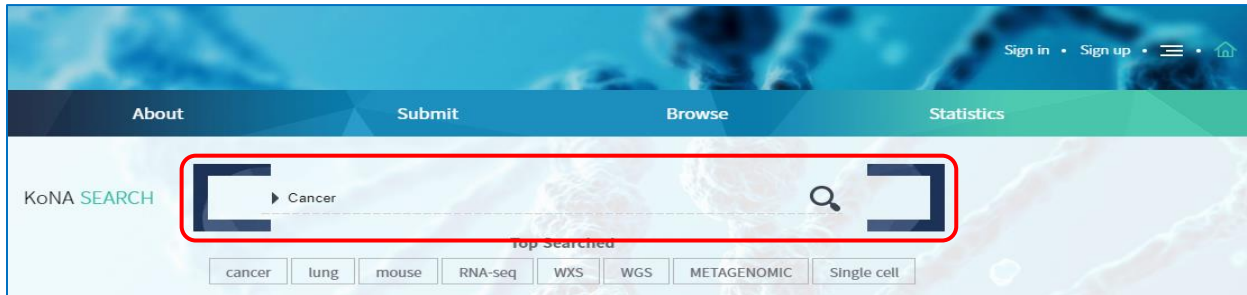 Sign in • Sign up •
About Submit Browse Statistics
KoNA SEARCH
Cancer
Top Searched
cancer lung mouse RNA-seq WXS WGS METAGENOMIC Single cell